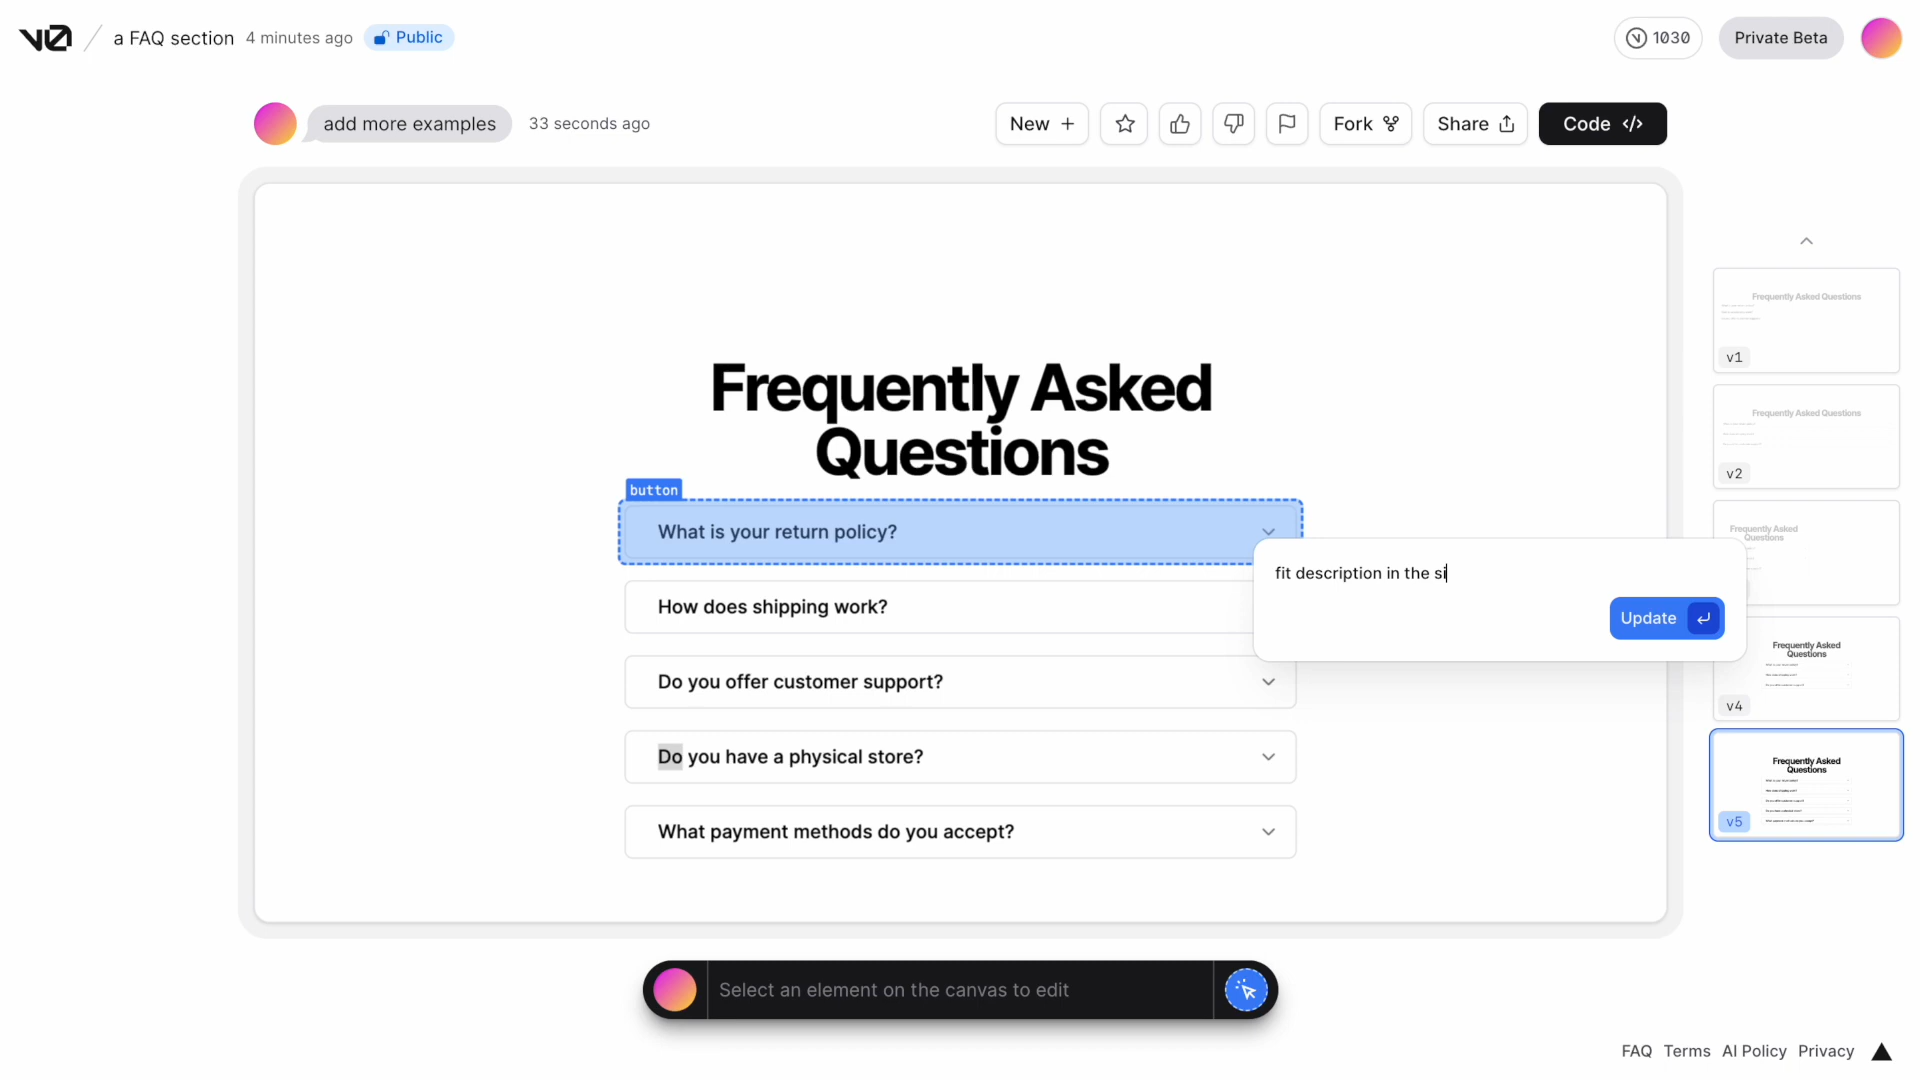 v0 / a FAQ section 4 minutes ago Public 1030 Private Beta
add more examples 33 seconds ago New + Fork Share Code </>
Frequently Asked
Questions
button
What is your return policy?
fit description in the si
Update
How does shipping work?
Do you offer customer support?
Do you have a physical store?
What payment methods do you accept?
Frequently Asked Questions
v1
Frequently Asked Questions
v2
Frequently Asked
Questions
Frequently Asked
Questions
v4
Frequently Asked
Questions
v5
Select an element on the canvas to edit
FAQ Terms AI Policy Privacy